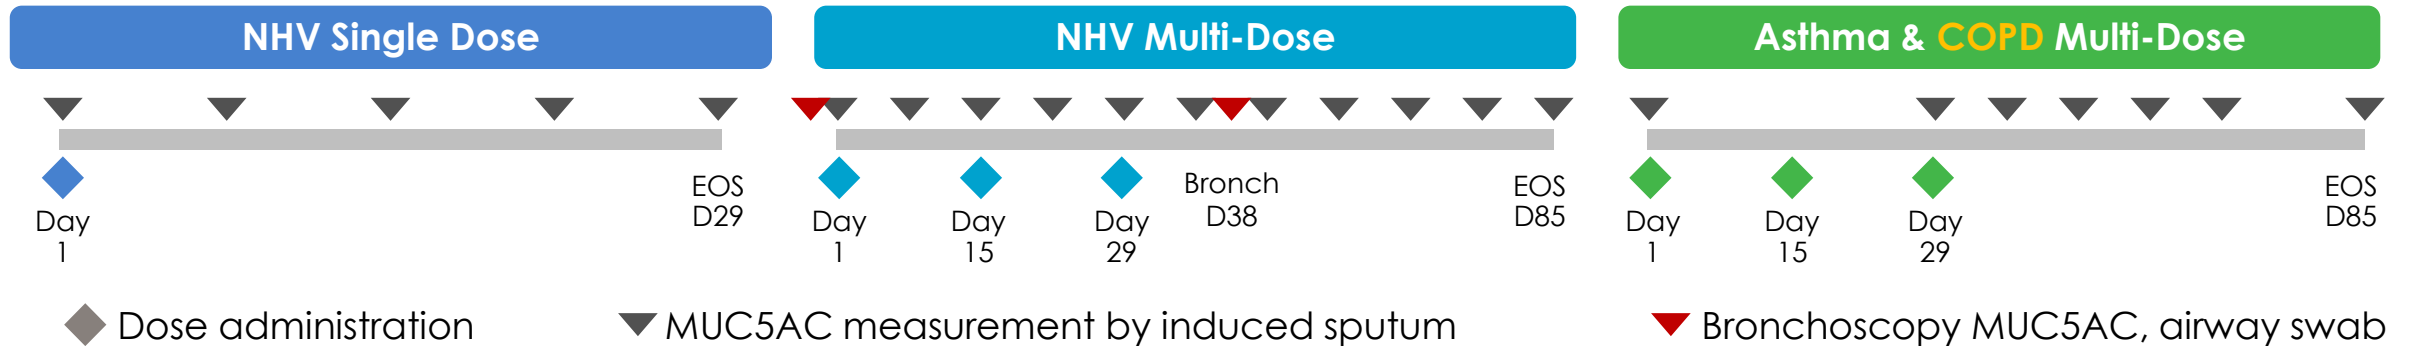 NHV Single Dose
NHV Multi-Dose
Asthma & COPD Multi-Dose
Day
1
EOS
D29
Day
1
Day
15
Day
29
Bronch
D38
EOS
D85
Day
1
Day
15
Day
29
EOS
D85
Dose administration
MUC5AC measurement by induced sputum
Bronchoscopy MUC5AC, airway swab